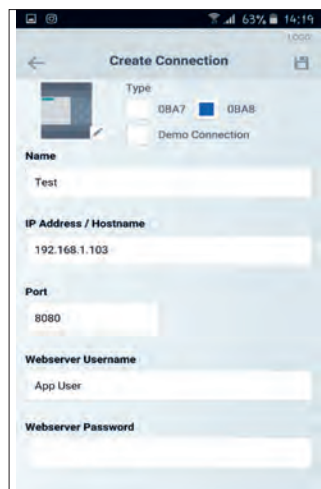 63% 14:19
LOGO!
Create Connection
Type
0BA7 0BA8
Demo Connection
Name
Test
IP Address / Hostname
192.168.1.103
Port
8080
Webserver Username
App User
Webserver Password